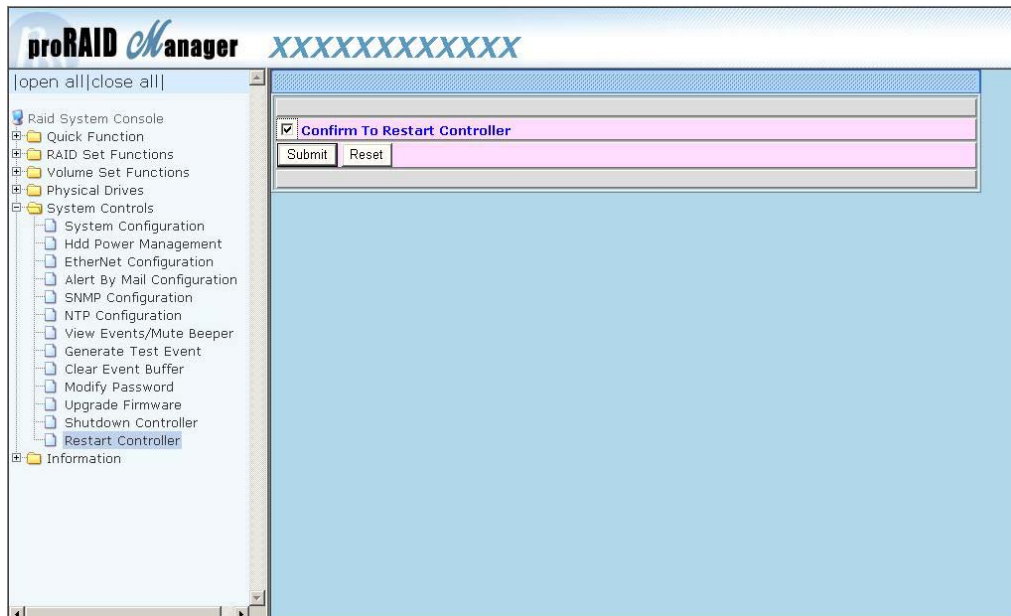 proRAID Manager XXXXXXXXXXXX
|open all|close all|
Raid System Console
Quick Function
RAID Set Functions
Volume Set Functions
Physical Drives
System Controls
System Configuration
Hdd Power Management
EtherNet Configuration
Alert By Mail Configuration
SNMP Configuration
NTP Configuration
View Events/Mute Beeper
Generate Test Event
Clear Event Buffer
Modify Password
Upgrade Firmware
Shutdown Controller
Restart Controller
Information
Confirm To Restart Controller
Submit Reset